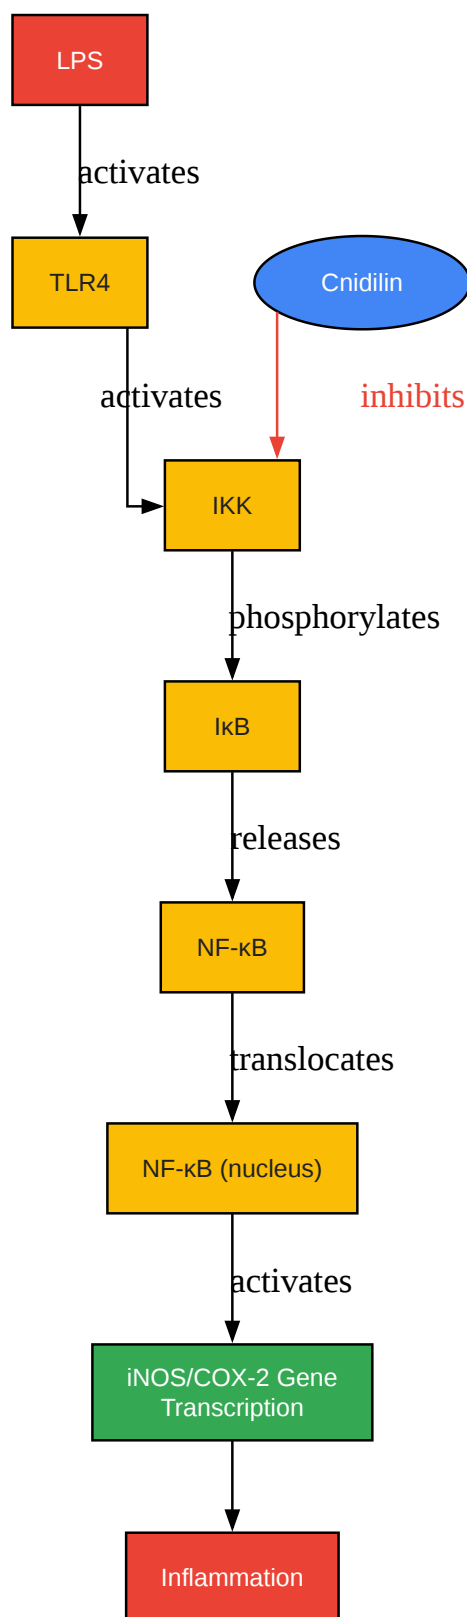 LPS
activates
TLR4
Cnidilin
activates
inhibits
IKK
phosphorylates
IκB
releases
NF-κB
translocates
NF-κB (nucleus)
activates
iNOS/COX-2 Gene
Transcription
Inflammation